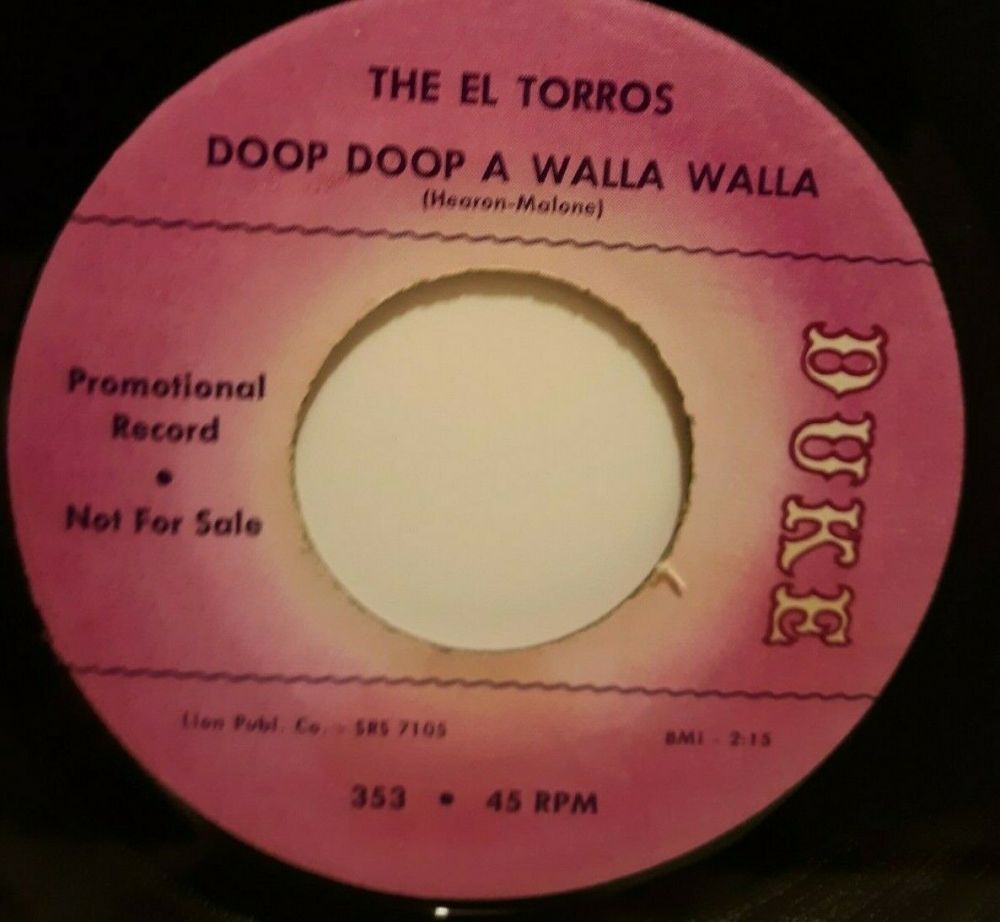 THE EL TORROS
DOOP DOOP A WALLA WALLA
(Hearon-Malone)
Promotional
Record
•
Not For Sale
DUKE
Lion Publ. Co. - SRS 7105
BMI - 2:15
353 • 45 RPM